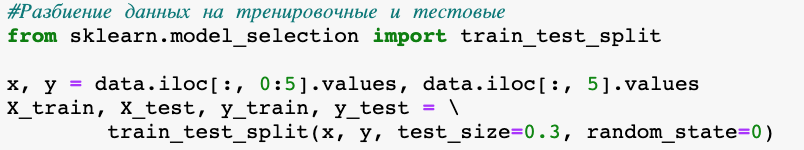 #Разбиение данных на тренировочные и тестовые
from sklearn.model_selection import train_test_split

x, y = data.iloc[:, 0:5].values, data.iloc[:, 5].values
X_train, X_test, y_train, y_test = \
        train_test_split(x, y, test_size=0.3, random_state=0)